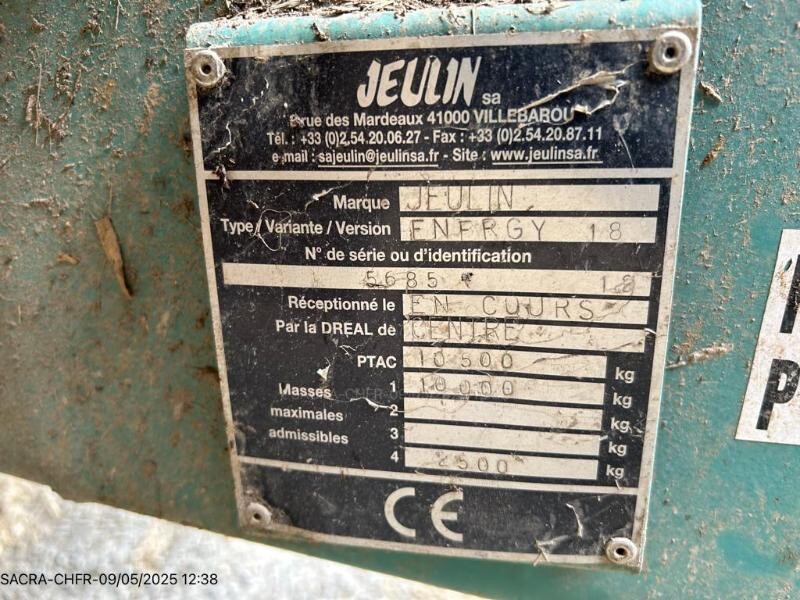 JEULIN sa
rue des Mardeaux 41000 VILLEBAROU
Tél. : +33 (0)2.54.20.06.27 - Fax : +33 (0)2.54.20.87.11
e.mail : sajeulin@jeulinsa.fr - Site : www.jeulinsa.fr
Marque JEULIN
Type / Variante / Version ENERGY 18
N° de série ou d'identification
5685
Réceptionné le EN COURS
Par la DREAL de CENTRE
PTAC 10 500 kg
Masses maximales admissibles
1 10 000 kg
2 kg
3 kg
4 2500 kg
CE
P
SACRA-CHFR-09/05/2025 12:38